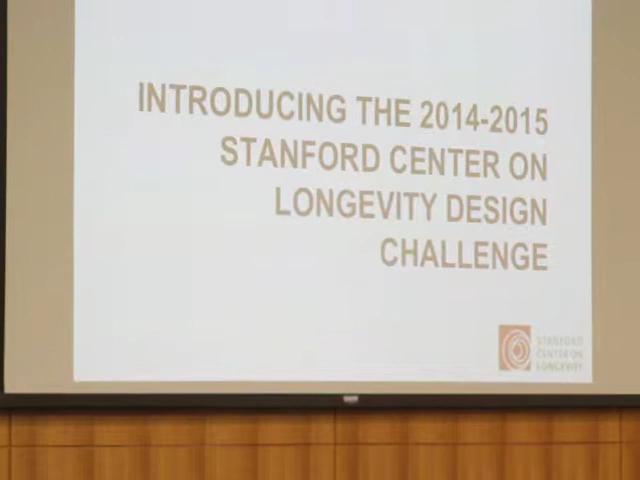 INTRODUCING THE 2014-2015
STANFORD CENTER ON
LONGEVITY DESIGN
CHALLENGE
STANFORD
CENTER ON
LONGEVITY